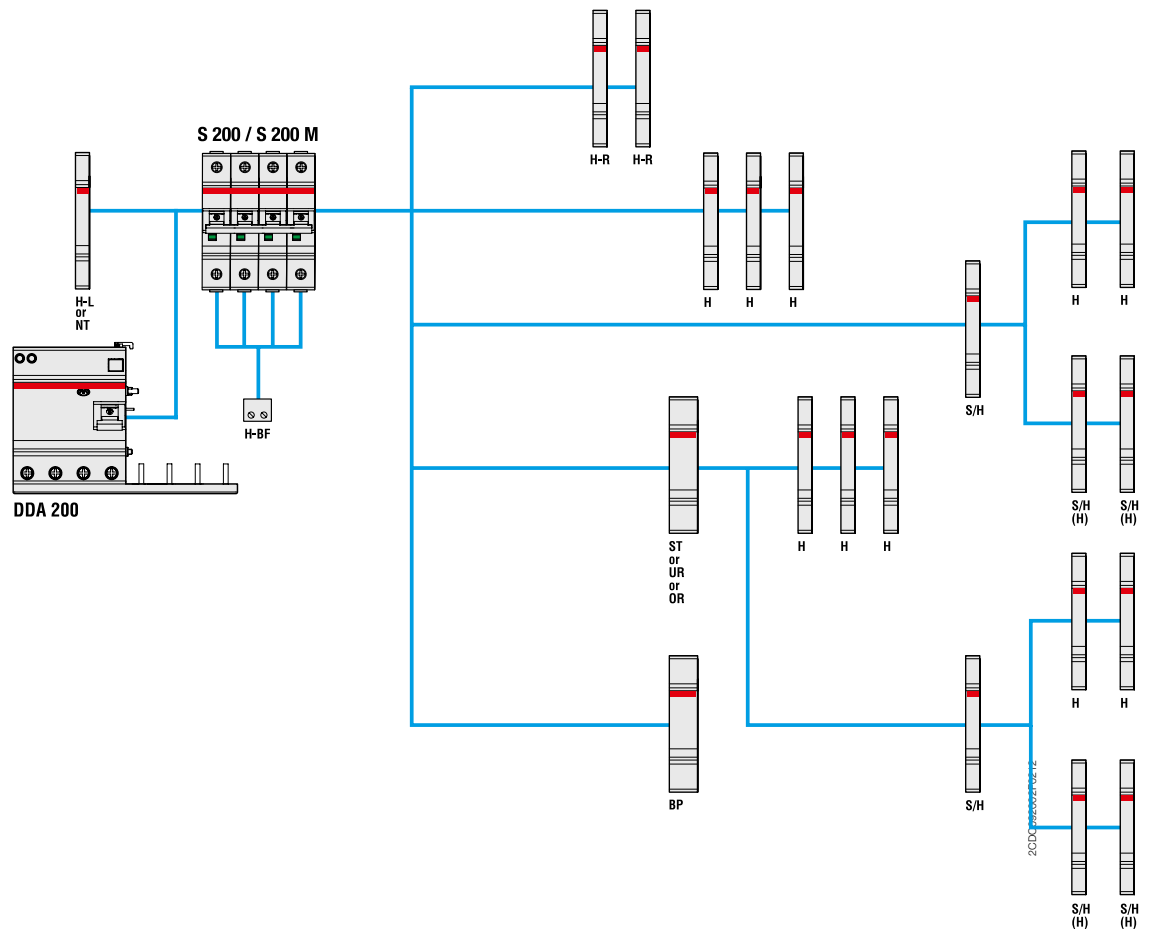 H-R H-R
S 200 / S 200 M
H-L
or
NT
H H H
H H
S/H
H-BF
DDA 200
S/H
(H)
S/H
(H)
ST
or
UR
or
OR
H H H
H H
BP
S/H
S/H
(H)
S/H
(H)